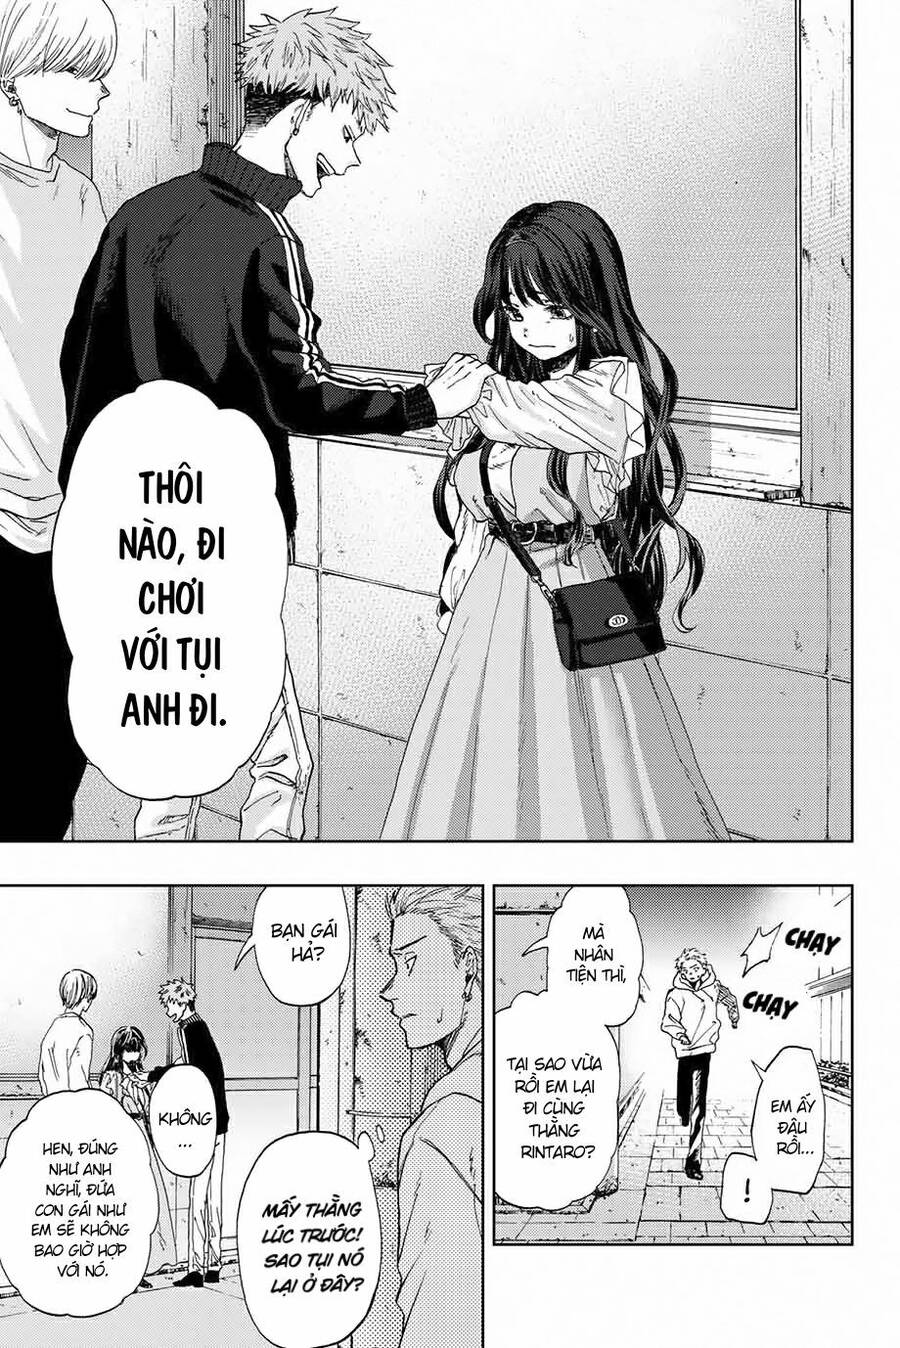 THÔI
NÀO, ĐI
CHƠI
VỚI TỤI
ANH ĐI.
CHẠY
CHẠY
EM ẤY
ĐÂU
RỒI...
!
MÀ
NHÂN
TIỆN THÌ,
TẠI SAO VỪA
RỒI EM LẠI
ĐI CÙNG
THẰNG
RINTARO?
BẠN GÁI
HẢ?
MẤY THẰNG
LÚC TRƯỚC!
SAO TỤI NÓ
LẠI Ở ĐÂY?
KHÔNG
...
HEN, ĐÚNG
NHƯ ANH
NGHĨ, ĐỨA
CON GÁI NHƯ
EM SẼ KHÔNG
BAO GIỜ HỢP
VỚI NÓ.